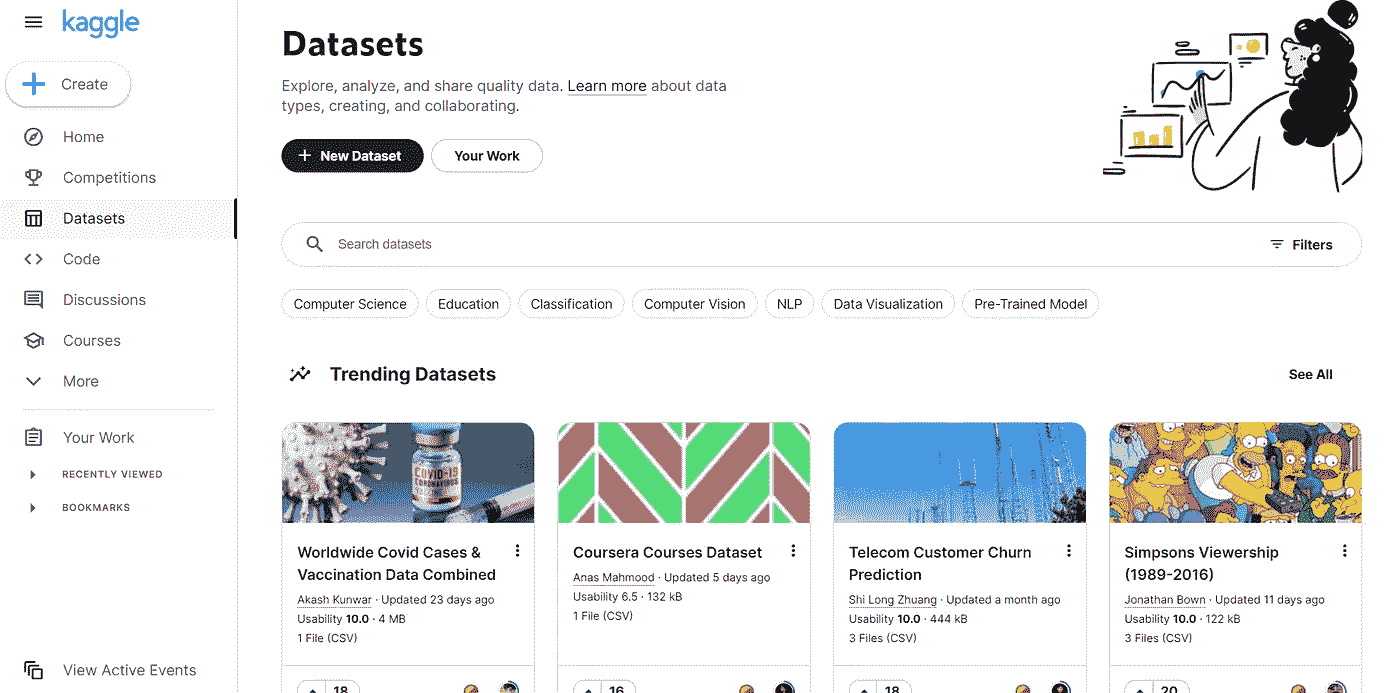 kaggle
Create
Home
Competitions
Datasets
Code
Discussions
Courses
More
Your Work
RECENTLY VIEWED
BOOKMARKS
View Active Events
Datasets
Explore, analyze, and share quality data. Learn more about data
types, creating, and collaborating.
+ New Dataset
Your Work
Search datasets
Filters
Computer Science
Education
Classification
Computer Vision
NLP
Data Visualization
Pre-Trained Model
Trending Datasets
See All
COVID-19
CORONAVIRUS
Worldwide Covid Cases &
Vaccination Data Combined
Akash Kunwar · Updated 23 days ago
Usability 10.0 · 4 MB
1 File (CSV)
18
Coursera Courses Dataset
Anas Mahmood · Updated 5 days ago
Usability 6.5 · 132 kB
1 File (CSV)
16
Telecom Customer Churn
Prediction
Shi Long Zhuang · Updated a month ago
Usability 10.0 · 444 kB
3 Files (CSV)
18
Simpsons Viewership
(1989-2016)
Jonathan Bown · Updated 11 days ago
Usability 10.0 · 122 kB
3 Files (CSV)
20